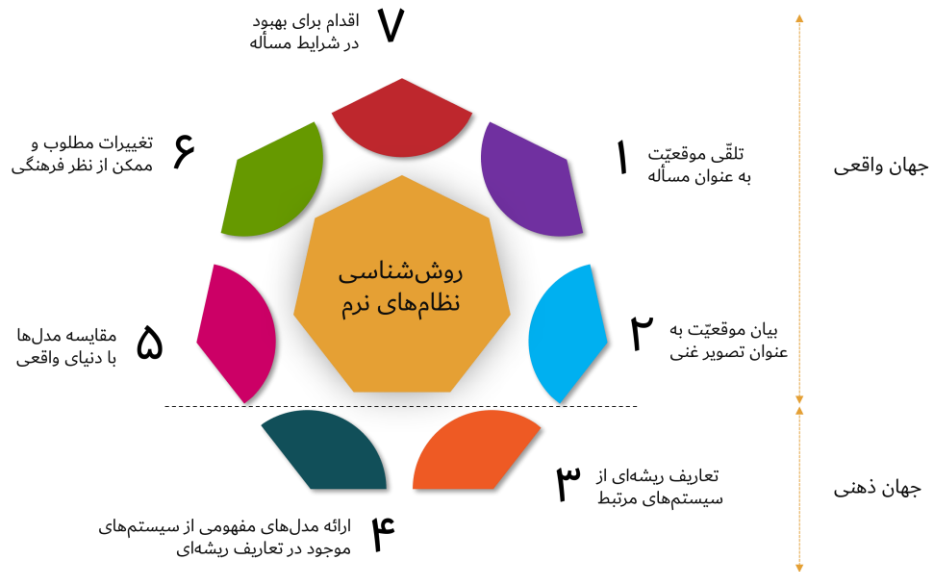 ۷
اقدام برای بهبود
در شرایط مسأله
۱
تلقّی موقعیّت
به عنوان مسأله
جهان واقعی
۶
تغییرات مطلوب و
ممکن از نظر فرهنگی
روش‌شناسی
نظام‌های نرم
۲
بیان موقعیّت به
عنوان تصویر غنی
۵
مقایسه مدل‌ها
با دنیای واقعی
۳
تعاریف ریشه‌ای از
سیستم‌های مرتبط
جهان ذهنی
۴
ارائه مدل‌های مفهومی از سیستم‌های
موجود در تعاریف ریشه‌ای